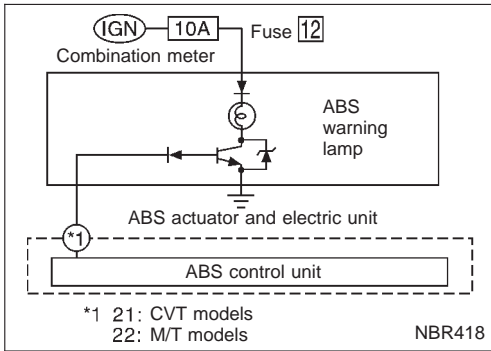 IGN 10A Fuse 12
Combination meter
ABS
warning
lamp
ABS actuator and electric unit
*1
ABS control unit
*1 21: CVT models
22: M/T models
NBR418